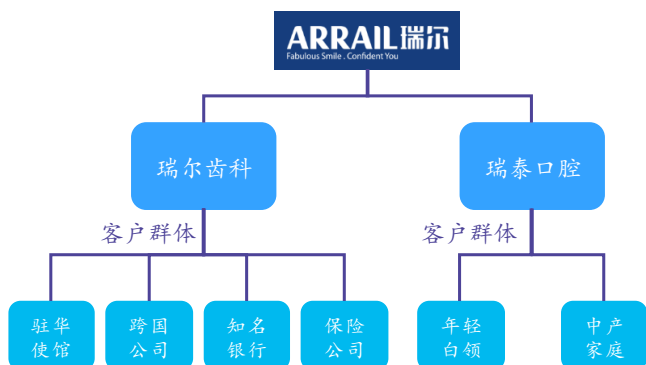 ARRAIL瑞尔
Fabulous Smile . Confident You
瑞尔齿科
瑞泰口腔
客户群体
客户群体
驻华
使馆
跨国
公司
知名
银行
保险
公司
年轻
白领
中产
家庭